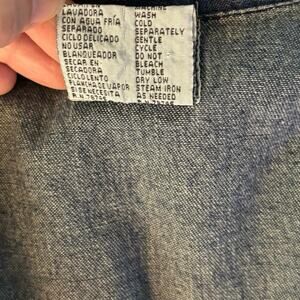 LAVADORA
CON AGUA FRÍA
SEPARADO
CICLO DELICADO
NO USAR
BLANQUEADOR
SECAR EN
SECADORA
CICLO LENTO
PLANCHA DE VAPOR
SI SE NECESITA
MACHINE
WASH
COLD
SEPARATELY
GENTLE
CYCLE
DO NOT
BLEACH
TUMBLE
DRY LOW
STEAM IRON
AS NEEDED